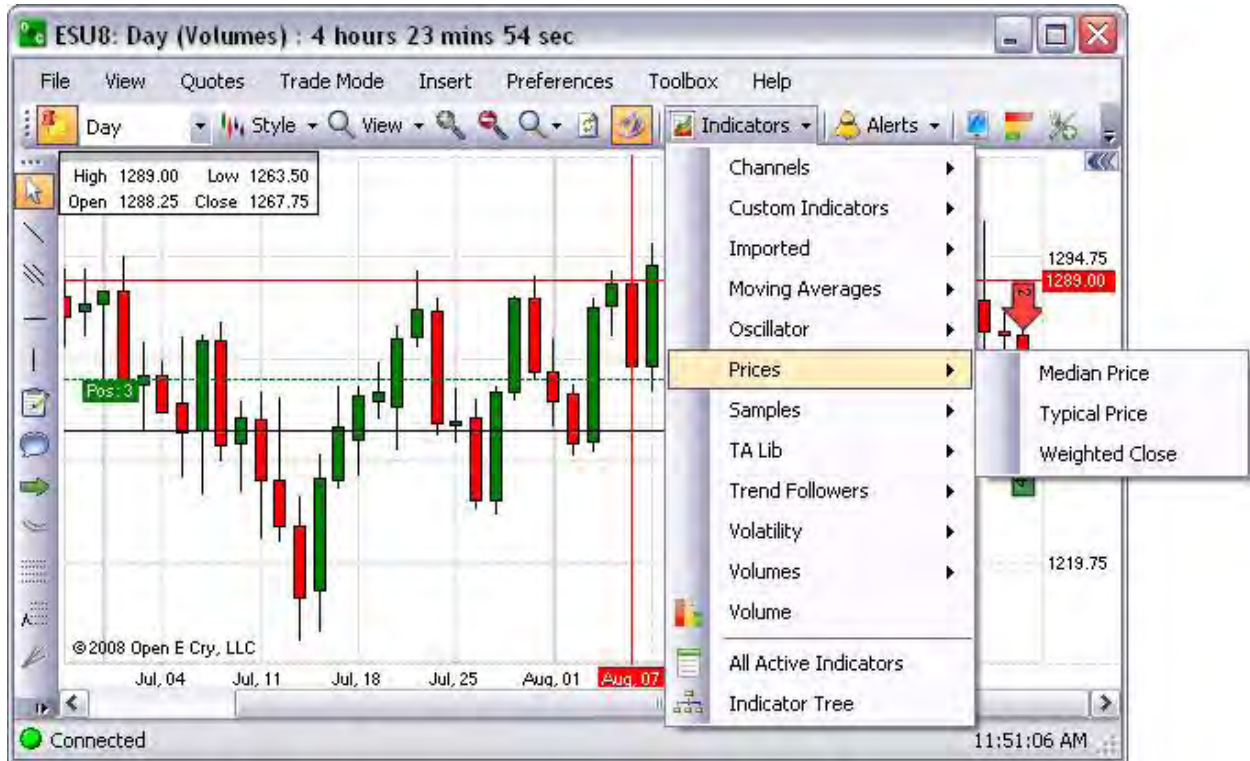 ESU8: Day (Volumes) : 4 hours 23 mins 54 sec
File View Quotes Trade Mode Insert Preferences Toolbox Help
Day Style View Indicators Alerts
High 1289.00 Low 1263.50
Open 1288.25 Close 1267.75
Channels
Custom Indicators
Imported
Moving Averages
Oscillator
Prices
Samples
TA Lib
Trend Followers
Volatility
Volumes
Volume
All Active Indicators
Indicator Tree
Median Price
Typical Price
Weighted Close
1294.75
1289.00
2
4
1219.75
Pos: 3
©2008 Open E Cry, LLC
Jul, 04 Jul, 11 Jul, 18 Jul, 25 Aug, 01 Aug, 07
Connected 11:51:06 AM